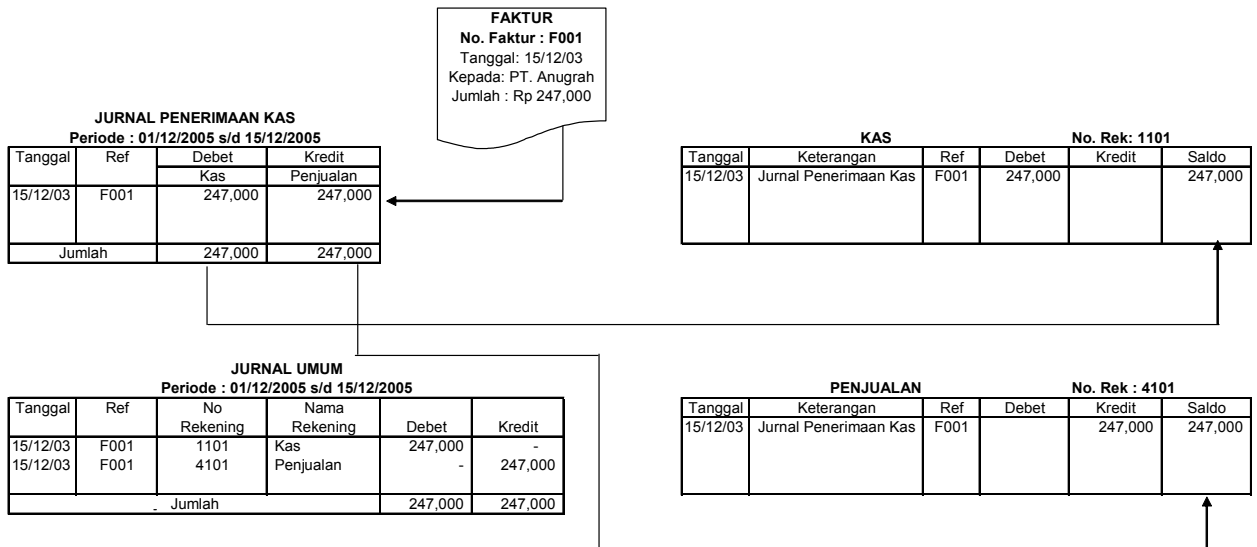 FAKTUR
No. Faktur : F001
Tanggal: 15/12/03
Kepada: PT. Anugrah
Jumlah : Rp 247,000
JURNAL PENERIMAAN KAS
Periode : 01/12/2005 s/d 15/12/2005
Tanggal Ref Debet Kredit
Kas Penjualan
15/12/03 F001 247,000 247,000
Jumlah 247,000 247,000
KAS No. Rek: 1101
Tanggal Keterangan Ref Debet Kredit Saldo
15/12/03 Jurnal Penerimaan Kas F001 247,000 247,000
JURNAL UMUM
Periode : 01/12/2005 s/d 15/12/2005
Tanggal Ref No Nama
Rekening Rekening Debet Kredit
15/12/03 F001 1101 Kas 247,000 -
15/12/03 F001 4101 Penjualan - 247,000
- Jumlah 247,000 247,000
PENJUALAN No. Rek : 4101
Tanggal Keterangan Ref Debet Kredit Saldo
15/12/03 Jurnal Penerimaan Kas F001 247,000 247,000